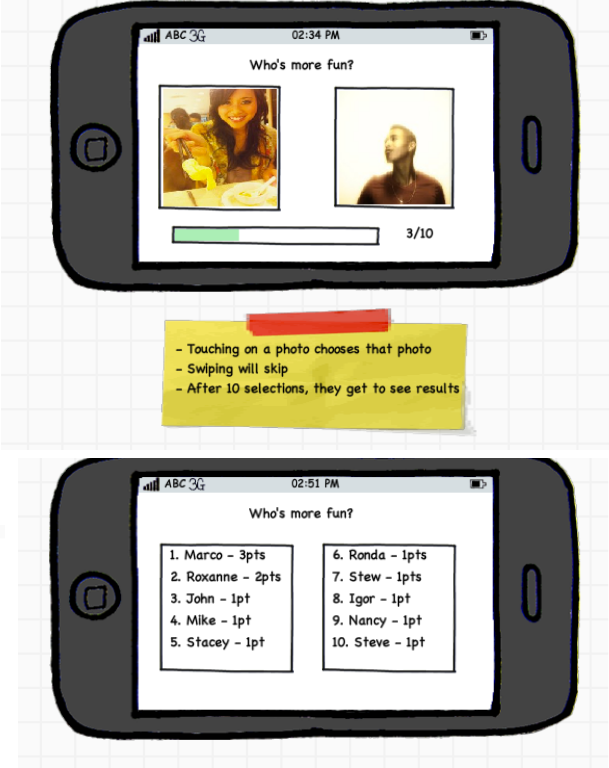 ABC 3G 02:34 PM
Who's more fun?
3/10
- Touching on a photo chooses that photo
- Swiping will skip
- After 10 selections, they get to see results
ABC 3G 02:51 PM
Who's more fun?
1. Marco - 3pts
2. Roxanne - 2pts
3. John - 1pt
4. Mike - 1pt
5. Stacey - 1pt
6. Ronda - 1pts
7. Stew - 1pts
8. Igor - 1pt
9. Nancy - 1pt
10. Steve - 1pt